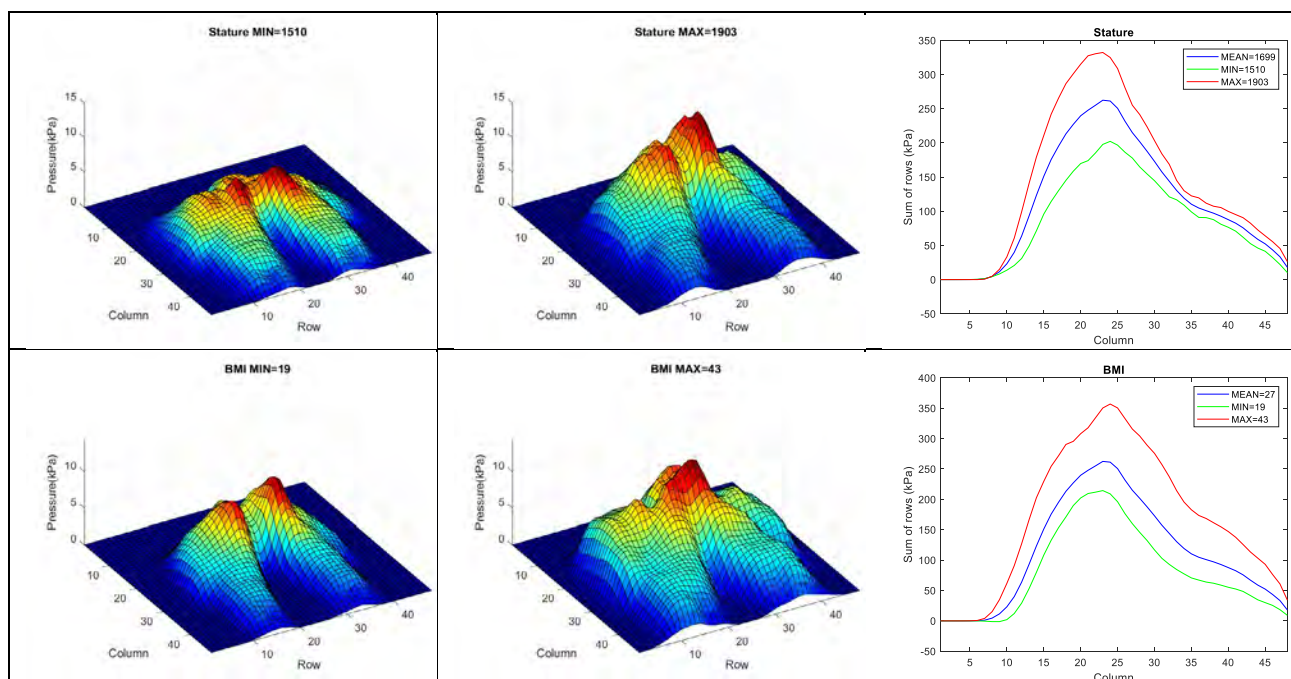 Stature MIN=1510
15
10
5
0
Pressure(kPa)
10
20
30
40
Column
10
20
30
40
Row
Stature MAX=1903
15
10
5
0
Pressure(kPa)
10
20
30
40
Column
10
20
30
40
Row
Stature
350
300
250
200
150
100
50
0
-50
Sum of rows (kPa)
MEAN=1699
MIN=1510
MAX=1903
5 10 15 20 25 30 35 40 45
Column
BMI MIN=19
10
5
0
Pressure(kPa)
10
20
30
40
Column
10
20
30
40
Row
BMI MAX=43
10
5
0
Pressure(kPa)
10
20
30
40
Column
10
20
30
40
Row
BMI
400
350
300
250
200
150
100
50
0
-50
Sum of rows (kPa)
MEAN=27
MIN=19
MAX=43
5 10 15 20 25 30 35 40 45
Column